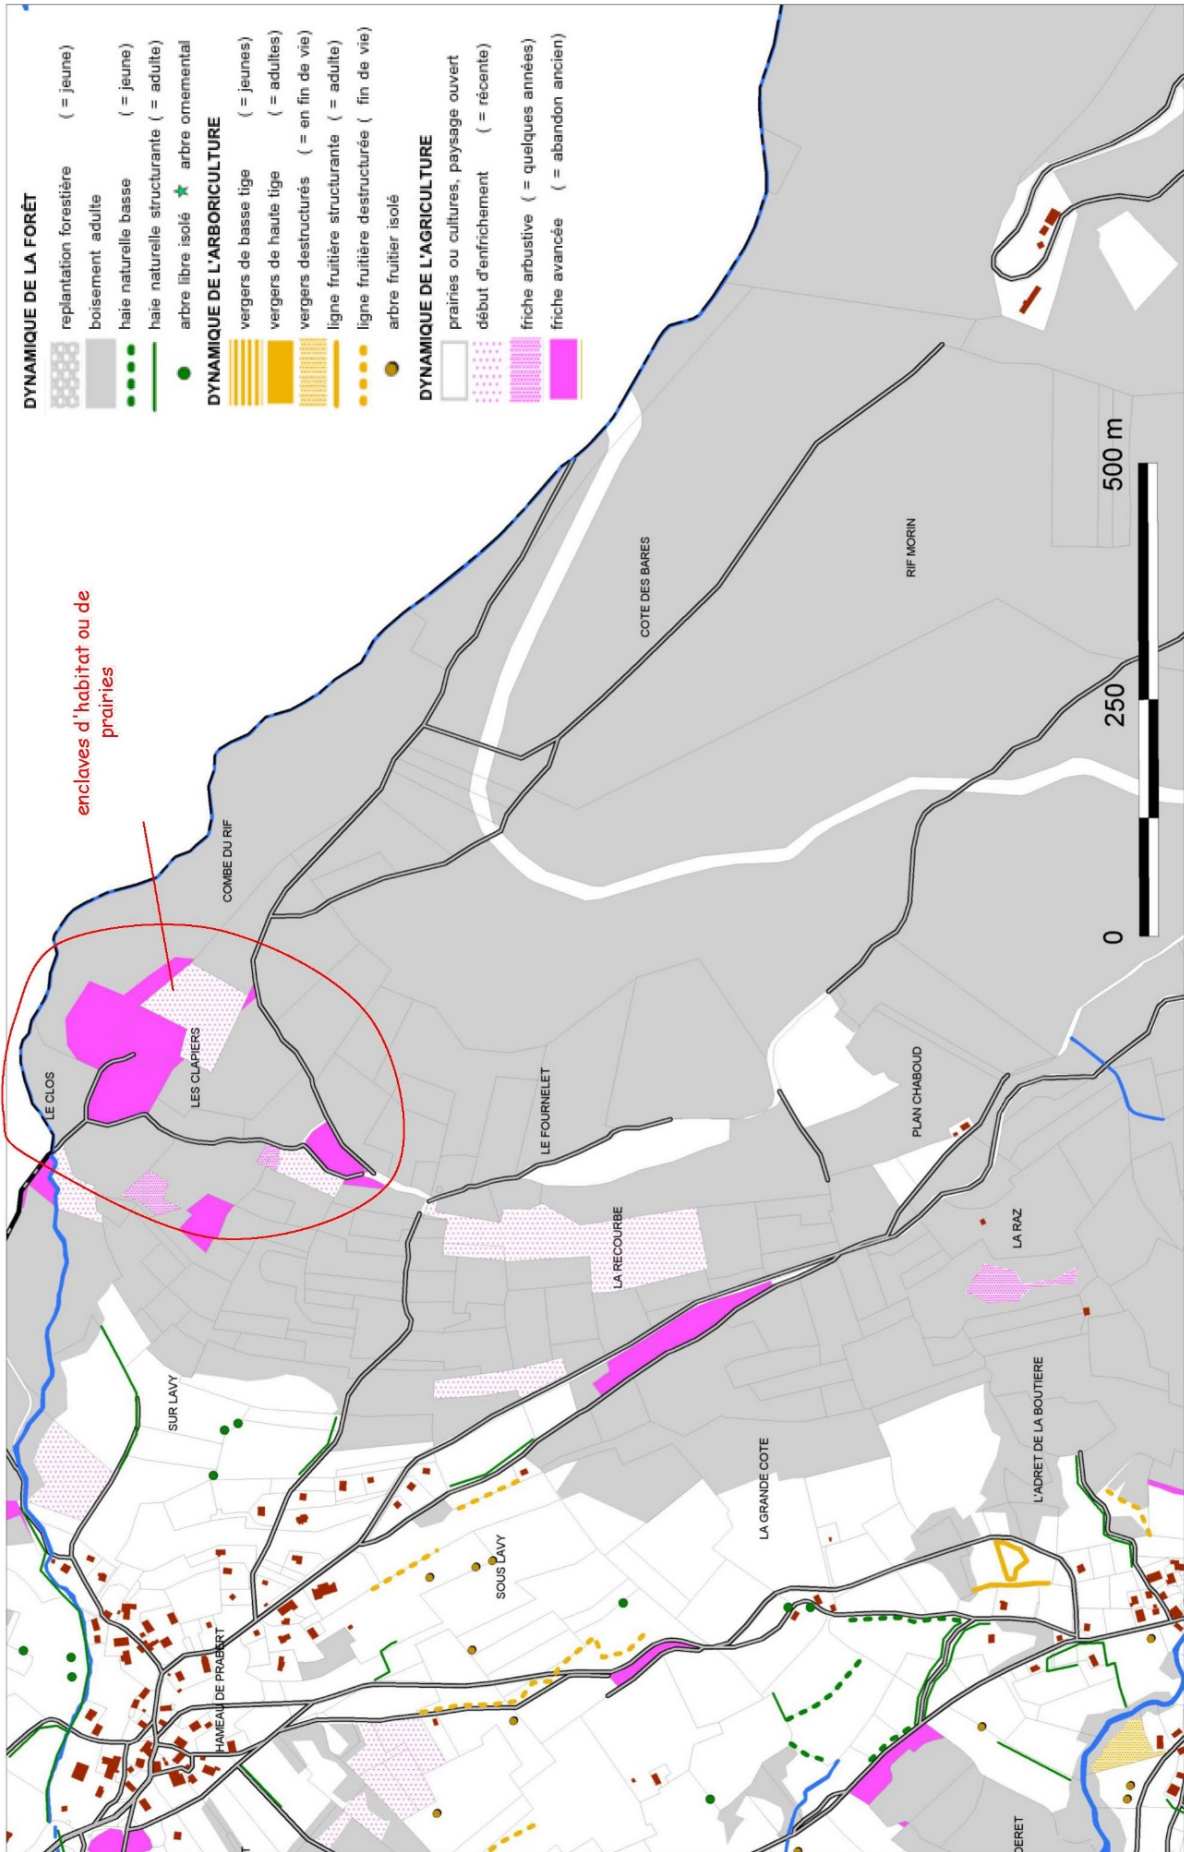 DYNAMIQUE DE LA FORÊT
replantation forestière ( = jeune)
boisement adulte
haie naturelle basse ( = jeune)
haie naturelle structurante ( = adulte)
arbre libre isolé arbre ornemental
DYNAMIQUE DE L'ARBORICULTURE
vergers de basse tige ( = jeunes)
vergers de haute tige ( = adultes)
vergers destructurés ( = en fin de vie)
ligne fruitière structurante ( = adulte)
ligne fruitière destructurée ( fin de vie)
arbre fruitier isolé
DYNAMIQUE DE L'AGRICULTURE
prairies ou cultures, paysage ouvert
début d'enfrichement ( = récente)
friche arbustive ( = quelques années)
friche avancée ( = abandon ancien)
enclaves d'habitat ou de
prairies
LE CLOS
LES CLAPIERS
COMBE DU RIF
COTE DES BARES
RIF MORIN
LE FOURNELET
PLAN CHABOUD
LA RECOURBE
LA RAZ
SUR LAVY
L'ADRET DE LA BOUTIERE
LA GRANDE COTE
SOUS LAVY
HAMEAU DE PRABERT
DERET
T
0 250 500 m